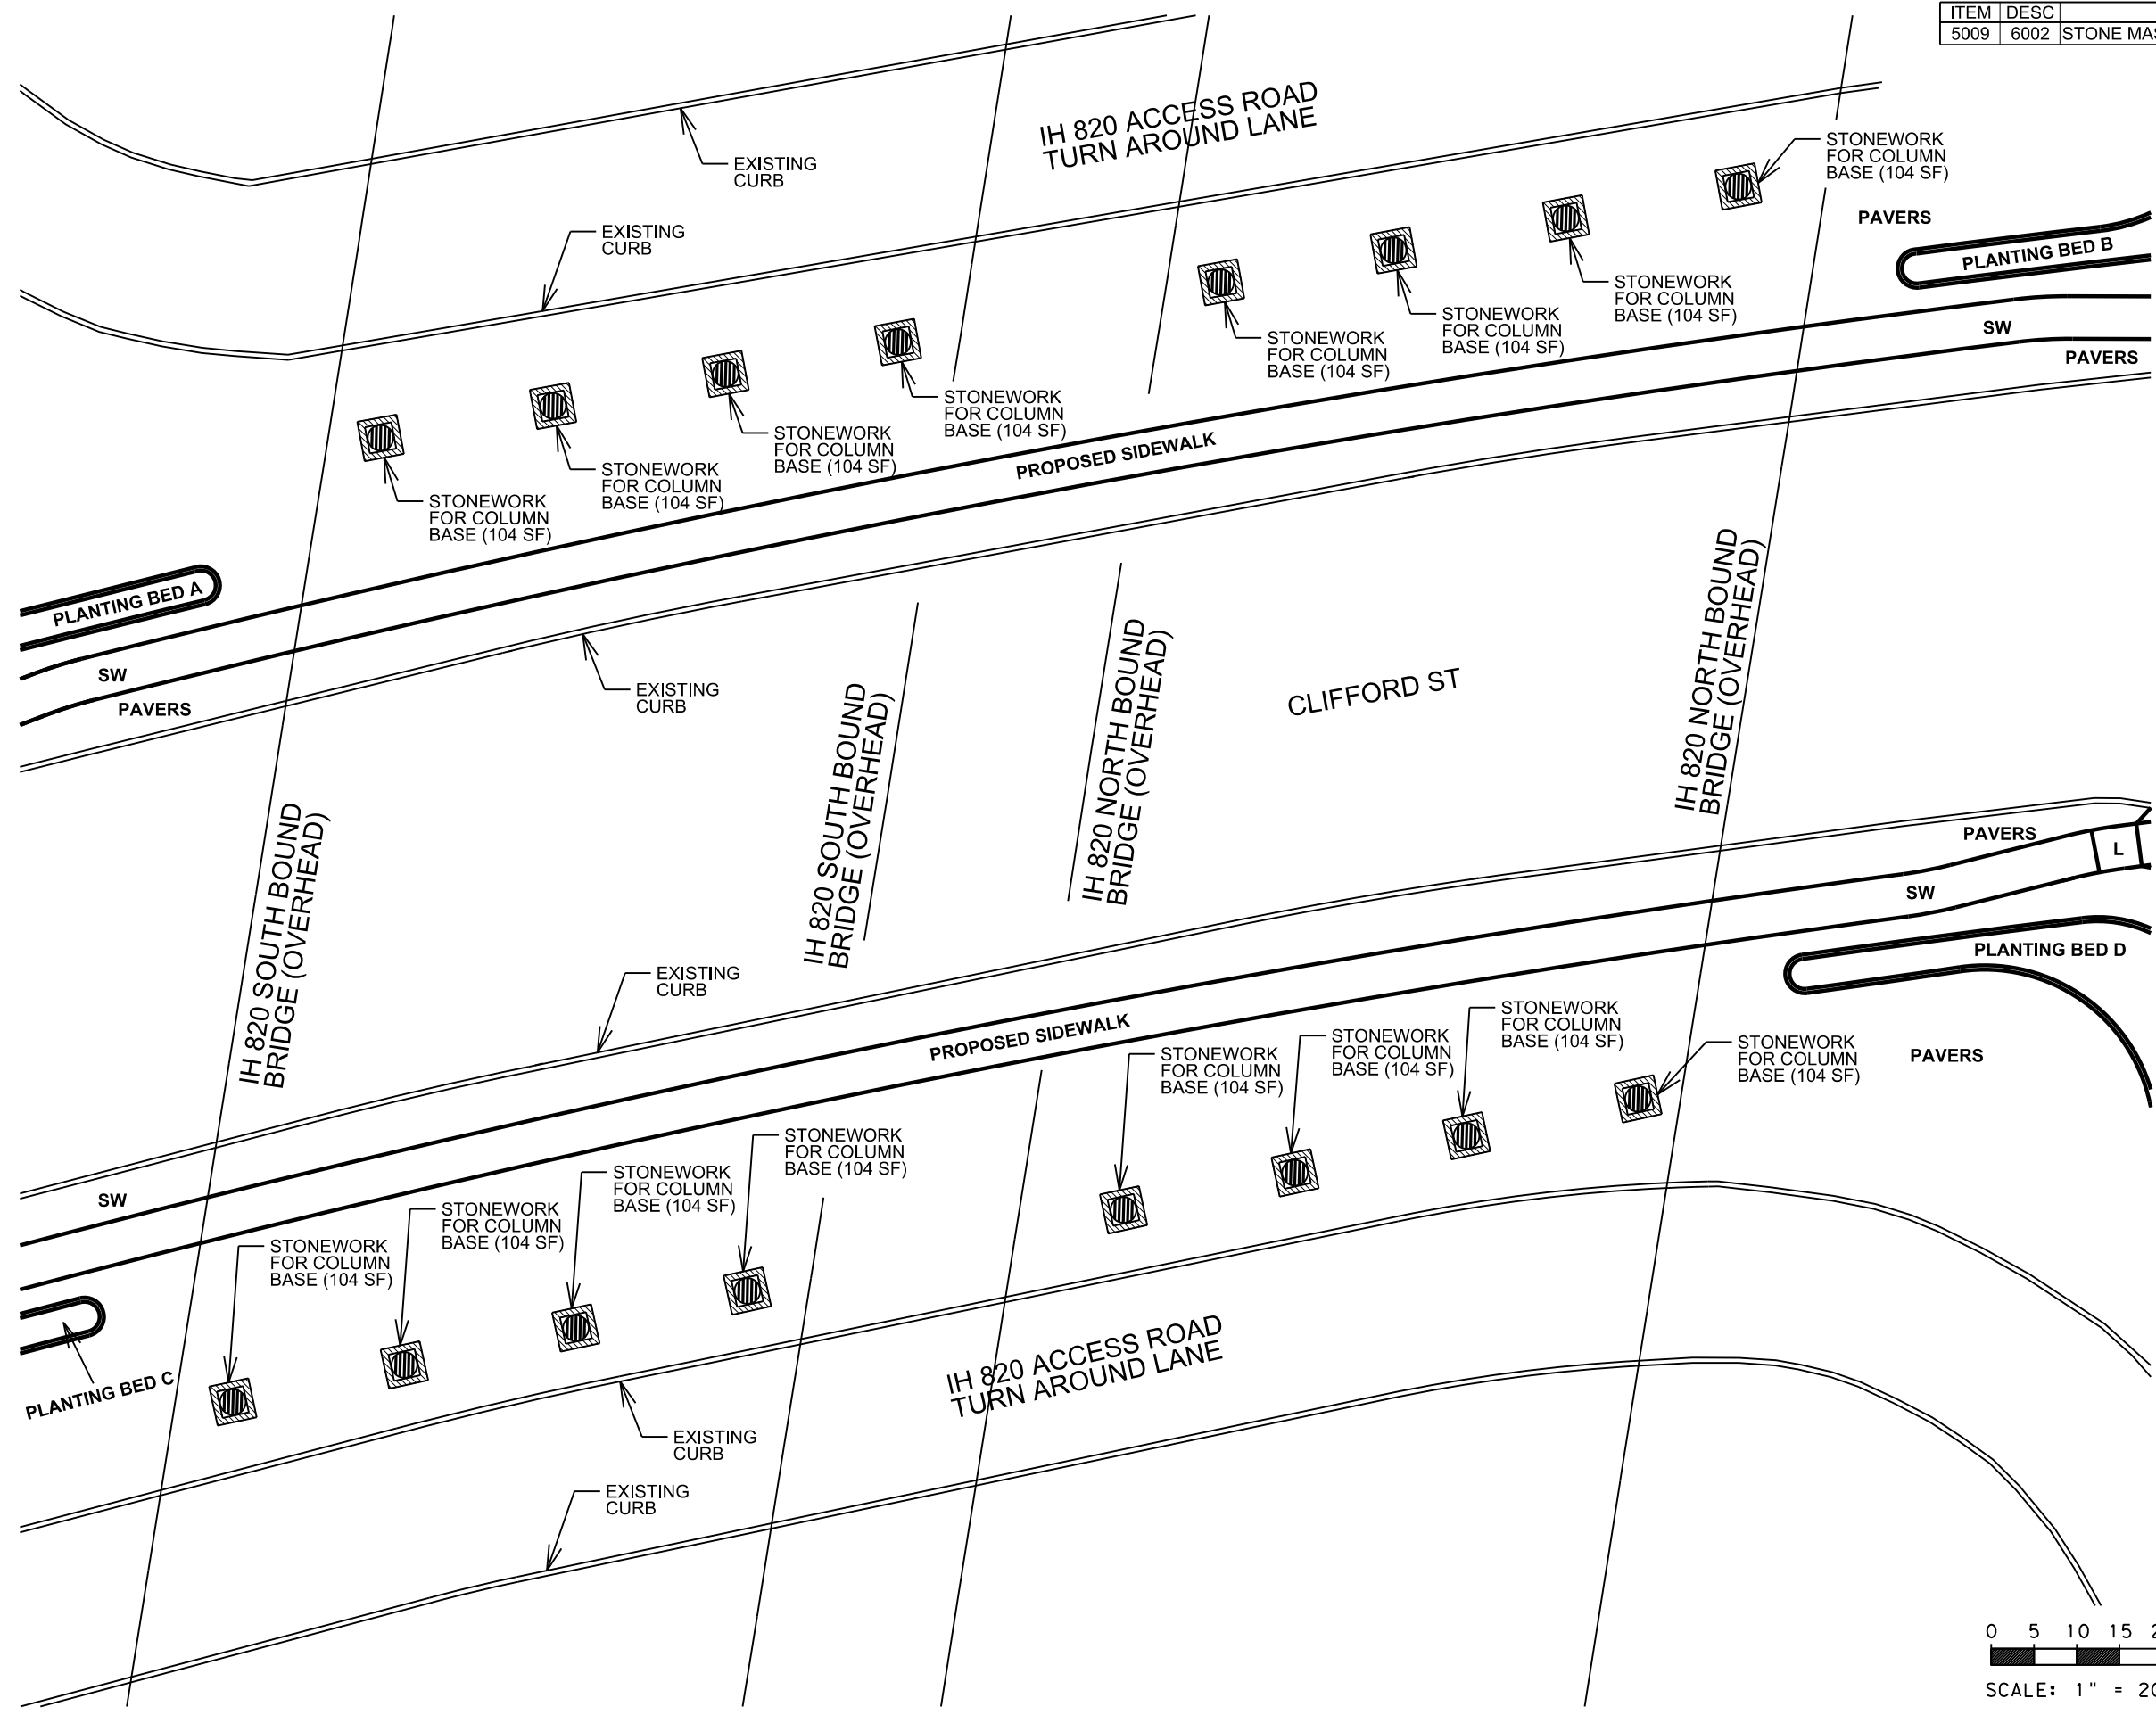 ITEM DESC
5009 6002 STONE MAS
IH 820 ACCESS ROAD
TURN AROUND LANE
EXISTING
CURB
STONEWORK
FOR COLUMN
BASE (104 SF)
PAVERS
EXISTING
CURB
PLANTING BED B
STONEWORK
FOR COLUMN
BASE (104 SF)
STONEWORK
FOR COLUMN
BASE (104 SF)
STONEWORK
FOR COLUMN
BASE (104 SF)
SW
PAVERS
STONEWORK
FOR COLUMN
BASE (104 SF)
STONEWORK
FOR COLUMN
BASE (104 SF)
STONEWORK
FOR COLUMN
BASE (104 SF)
STONEWORK
FOR COLUMN
BASE (104 SF)
PROPOSED SIDEWALK
PLANTING BED A
SW
PAVERS
EXISTING
CURB
CLIFFORD ST
IH 820 SOUTH BOUND
BRIDGE (OVERHEAD)
IH 820 SOUTH BOUND
BRIDGE (OVERHEAD)
IH 820 NORTH BOUND
BRIDGE (OVERHEAD)
IH 820 NORTH BOUND
BRIDGE (OVERHEAD)
PAVERS
L
SW
PLANTING BED D
EXISTING
CURB
PROPOSED SIDEWALK
STONEWORK
FOR COLUMN
BASE (104 SF)
STONEWORK
FOR COLUMN
BASE (104 SF)
STONEWORK
FOR COLUMN
BASE (104 SF)
STONEWORK
FOR COLUMN
BASE (104 SF)
PAVERS
STONEWORK
FOR COLUMN
BASE (104 SF)
STONEWORK
FOR COLUMN
BASE (104 SF)
STONEWORK
FOR COLUMN
BASE (104 SF)
STONEWORK
FOR COLUMN
BASE (104 SF)
SW
PLANTING BED C
IH 820 ACCESS ROAD
TURN AROUND LANE
EXISTING
CURB
EXISTING
CURB
0 5 10 15 2
SCALE: 1" = 20